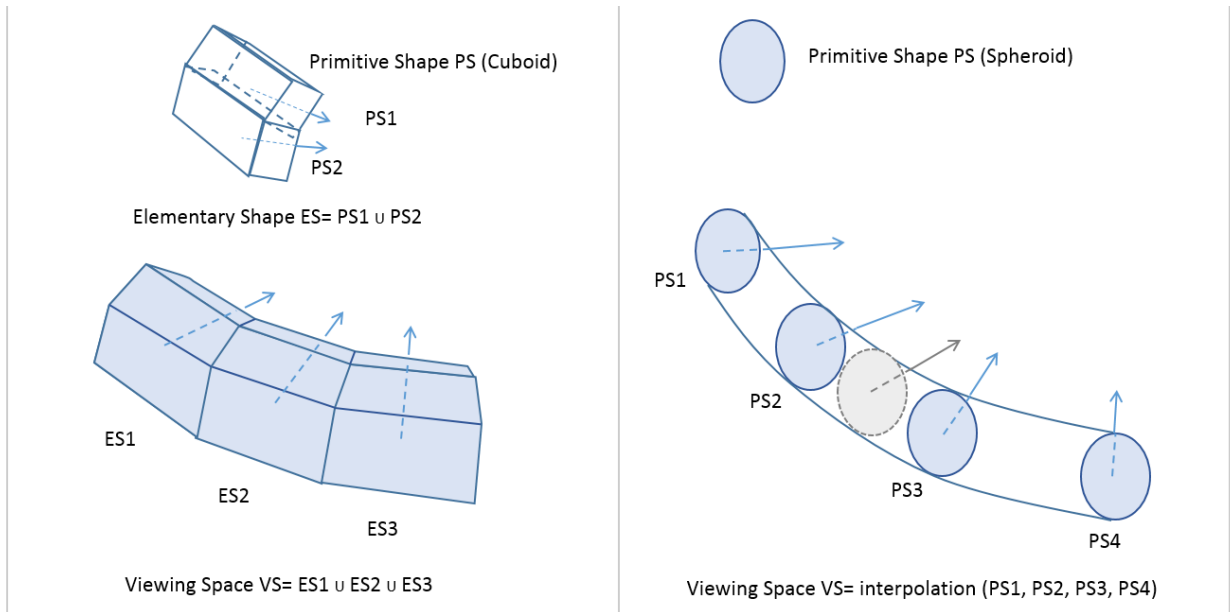 Primitive Shape PS (Cuboid)
PS1
PS2
Elementary Shape ES= PS1 ∪ PS2
ES1
ES2
ES3
Viewing Space VS= ES1 ∪ ES2 ∪ ES3
Primitive Shape PS (Spheroid)
PS1
PS2
PS3
PS4
Viewing Space VS= interpolation (PS1, PS2, PS3, PS4)